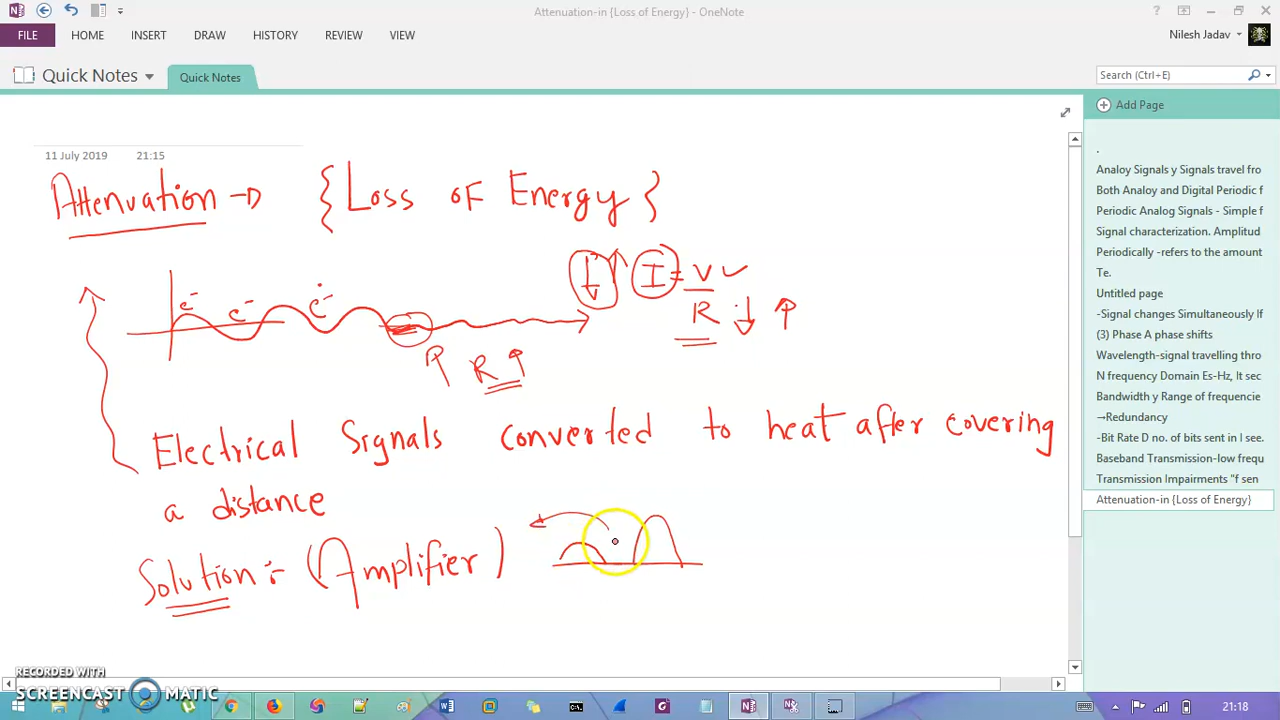 Attenuation-in {Loss of Energy} - OneNote
FILE HOME INSERT DRAW HISTORY REVIEW VIEW
Nilesh Jadav
Quick Notes
Quick Notes
Search (Ctrl+E)
Add Page
11 July 2019 21:15
Attenuation → {Loss of Energy}
e⁻ e⁻ e⁻
↓ ↑ I = V ✓
R ↓ ↑
↑ R ↑
Electrical Signals converted to heat after covering
a distance
Solution :- (Amplifier)
.
Analoy Signals y Signals travel fro
Both Analoy and Digital Periodic f
Periodic Analog Signals - Simple f
Signal characterization. Amplitud
Periodically -refers to the amount
Te.
Untitled page
-Signal changes Simultaneously If
(3) Phase A phase shifts
Wavelength-signal travelling thro
N frequency Domain Es-Hz, It sec
Bandwidth y Range of frequencie
→Redundancy
-Bit Rate D no. of bits sent in I see.
Baseband Transmission-low frequ
Transmission Impairments "f sen
Attenuation-in {Loss of Energy}
RECORDED WITH
SCREENCAST MATIC
21:18